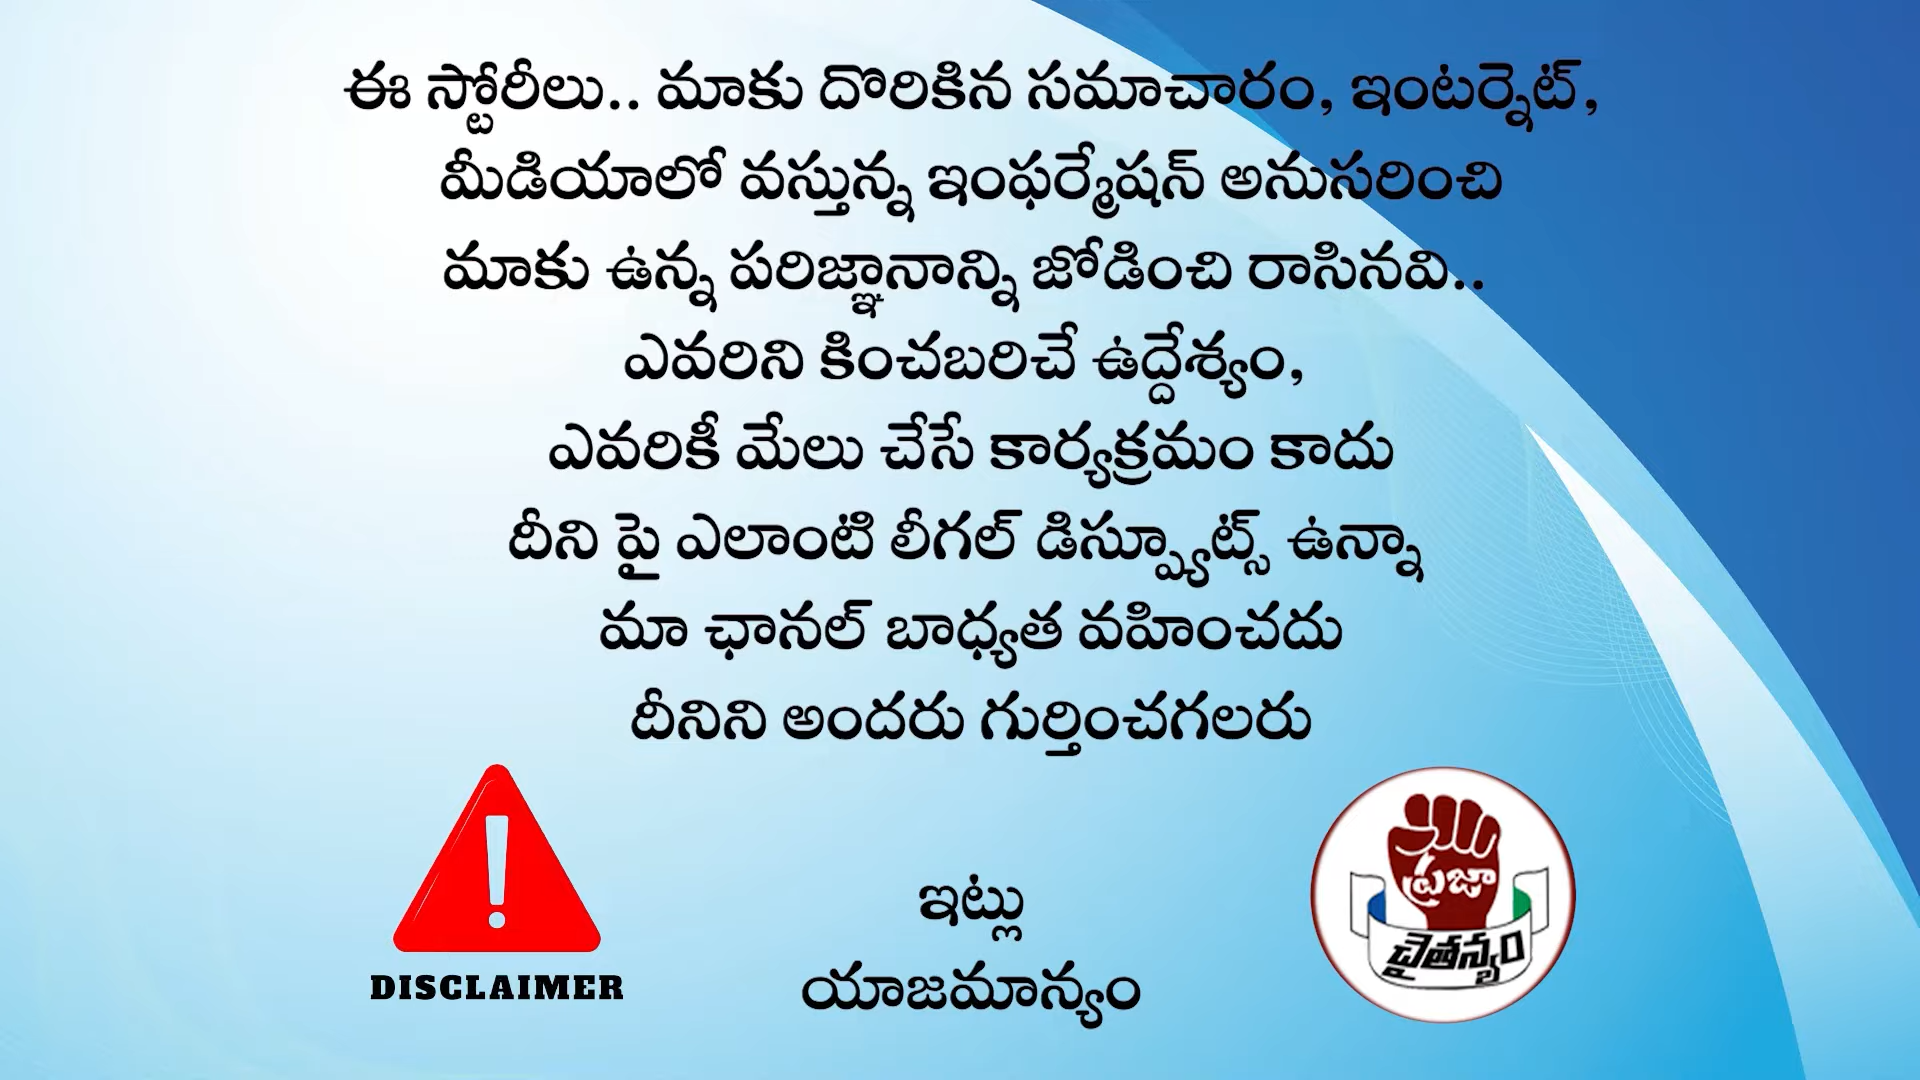 ఈ స్టోరీలు.. మాకు దొరికిన సమాచారం, ఇంటర్నెట్,
మీడియాలో వస్తున్న ఇంఫర్మేషన్ అనుసరించి
మాకు ఉన్న పరిజ్ఞానాన్ని జోడించి రాసినవి..
ఎవరిని కించబరిచే ఉద్దేశ్యం,
ఎవరికీ మేలు చేసే కార్యక్రమం కాదు
దీని పై ఎలాంటి లీగల్ డిస్ప్యూట్స్ ఉన్నా
మా ఛానల్ బాధ్యత వహించదు
దీనిని అందరు గుర్తించగలరు
DISCLAIMER
ఇట్లు
యాజమాన్యం
ప్రజా
చైతన్యం